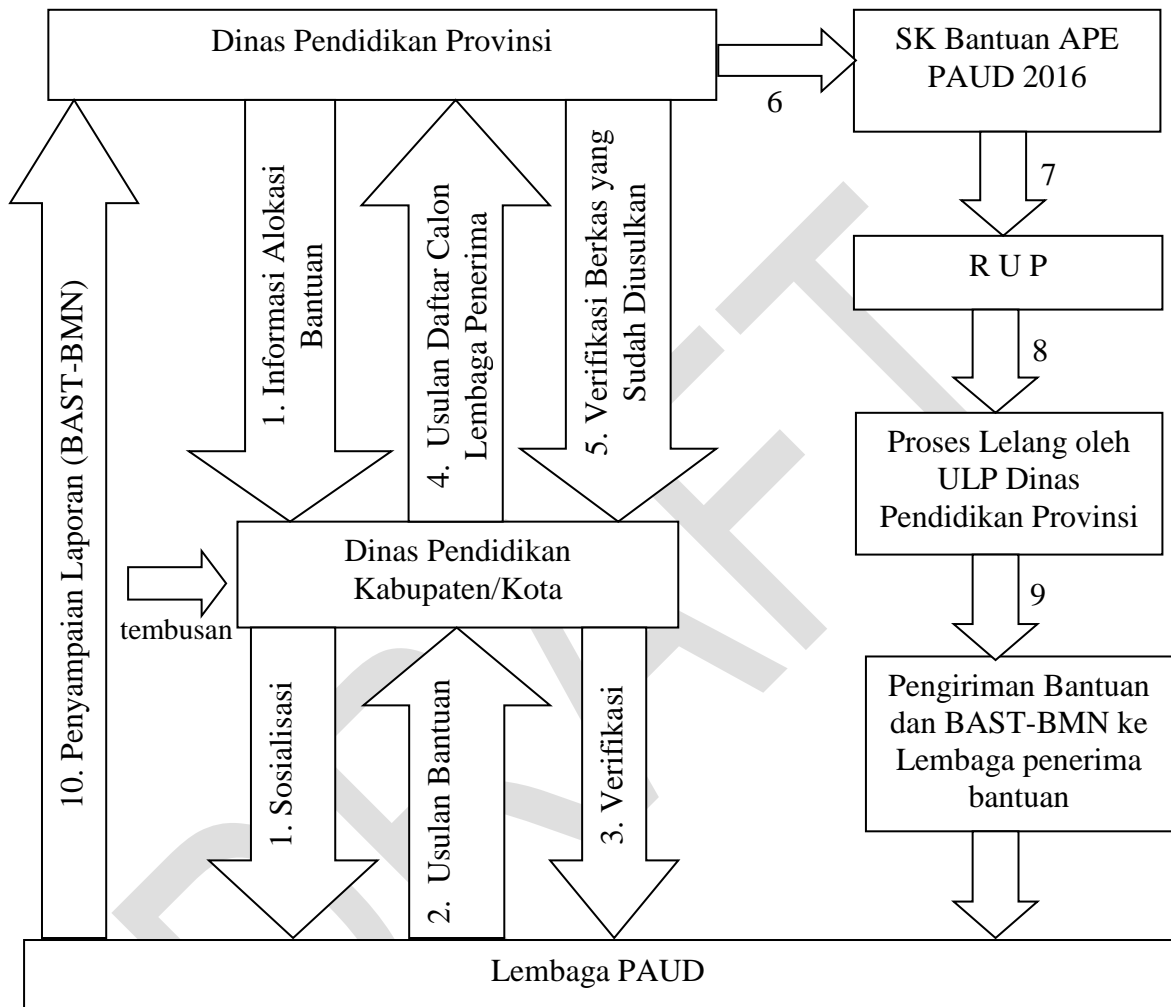 Dinas Pendidikan Provinsi
6
SK Bantuan APE
PAUD 2016
7
R U P
8
Proses Lelang oleh
ULP Dinas
Pendidikan Provinsi
9
Pengiriman Bantuan
dan BAST-BMN ke
Lembaga penerima
bantuan
10. Penyampaian Laporan (BAST-BMN)
1. Informasi Alokasi
Bantuan
4. Usulan Daftar Calon
Lembaga Penerima
5. Verifikasi Berkas yang
Sudah Diusulkan
Dinas Pendidikan
Kabupaten/Kota
tembusan
1. Sosialisasi
2. Usulan Bantuan
3. Verifikasi
Lembaga PAUD
DRAFT